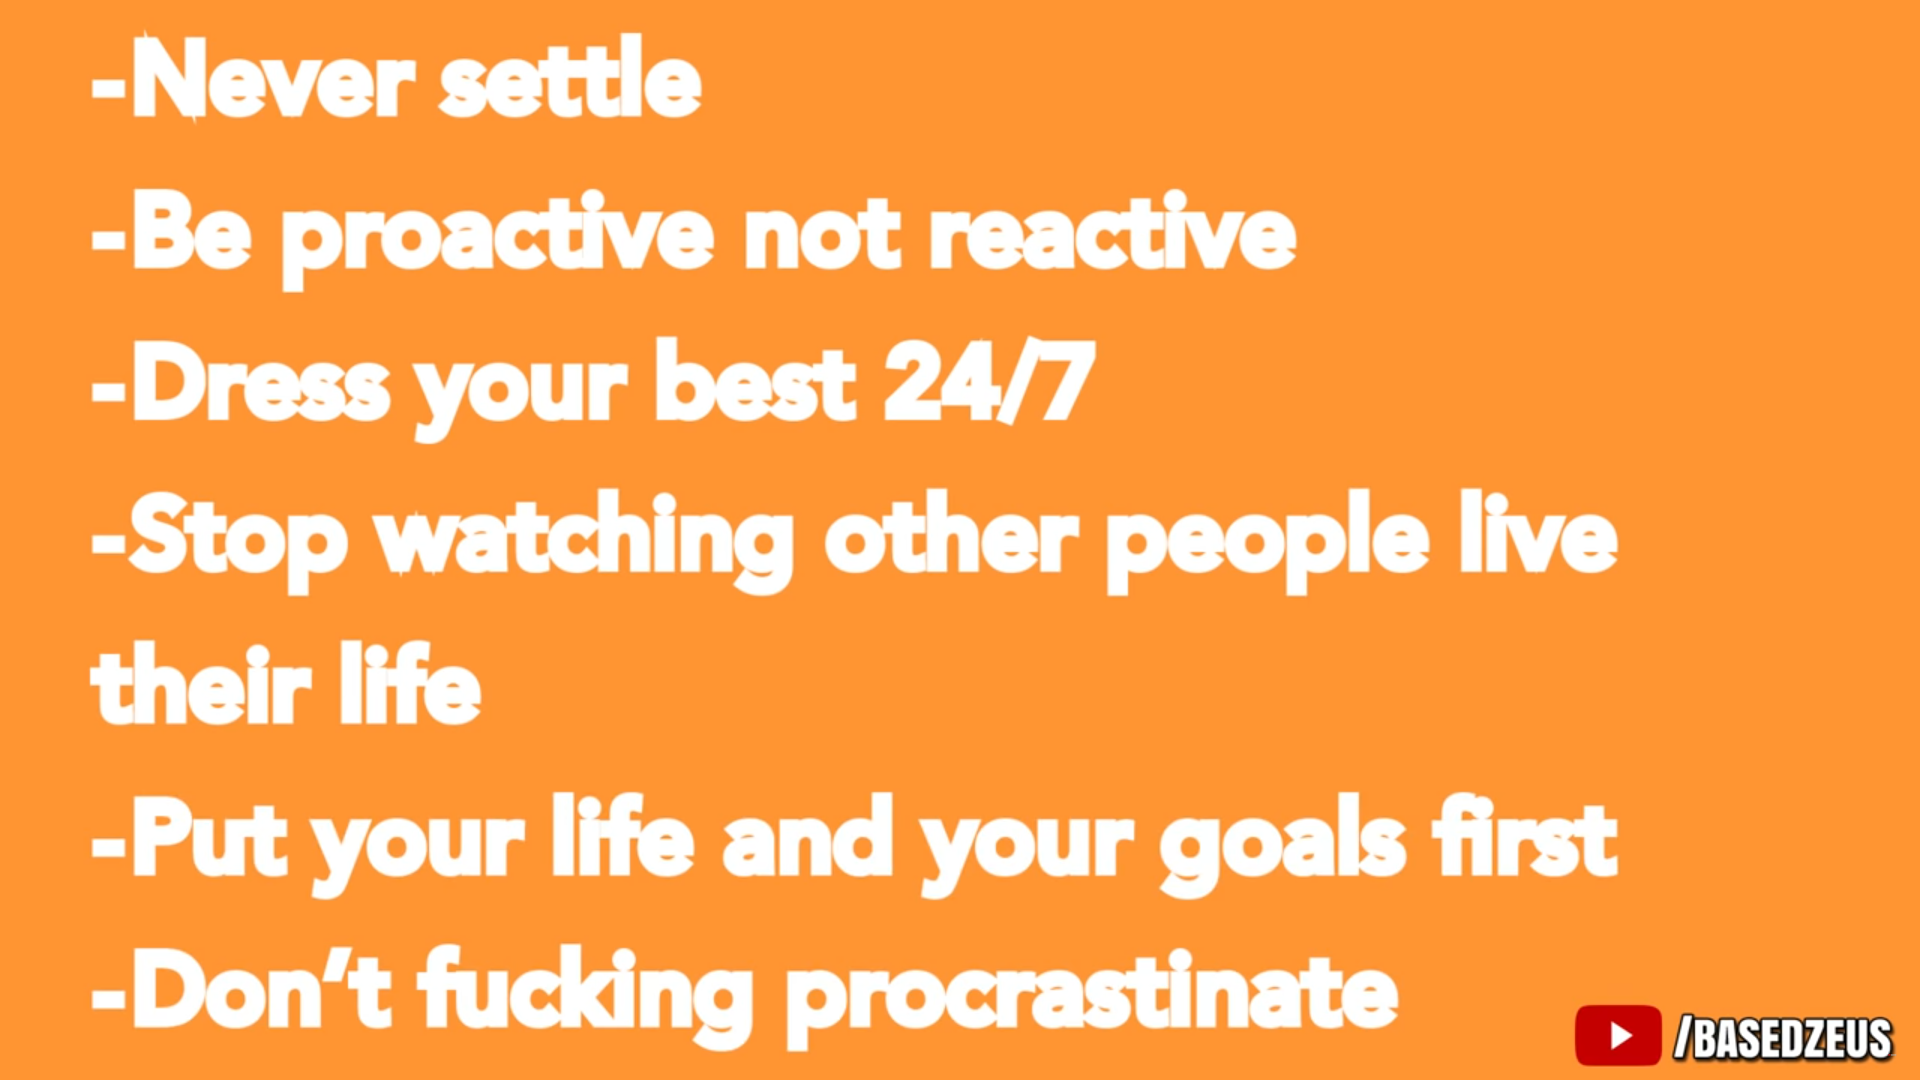 -Never settle
-Be proactive not reactive
-Dress your best 24/7
-Stop watching other people live
their life
-Put your life and your goals first
-Don’t fucking procrastinate
/BASEDZEUS